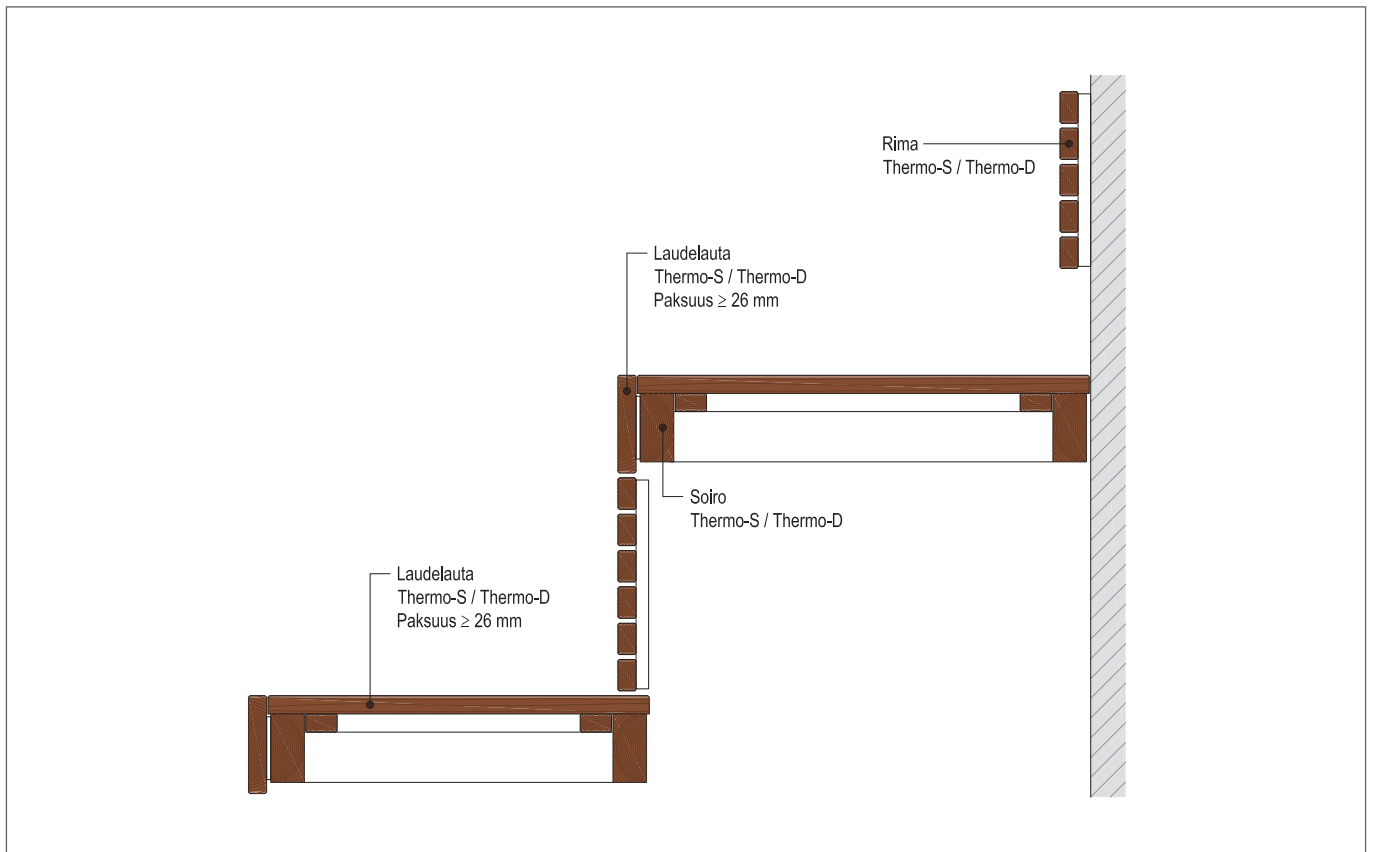 Rima
Thermo-S / Thermo-D
Laudelauta
Thermo-S / Thermo-D
Paksuus ≥ 26 mm
Soiro
Thermo-S / Thermo-D
Laudelauta
Thermo-S / Thermo-D
Paksuus ≥ 26 mm